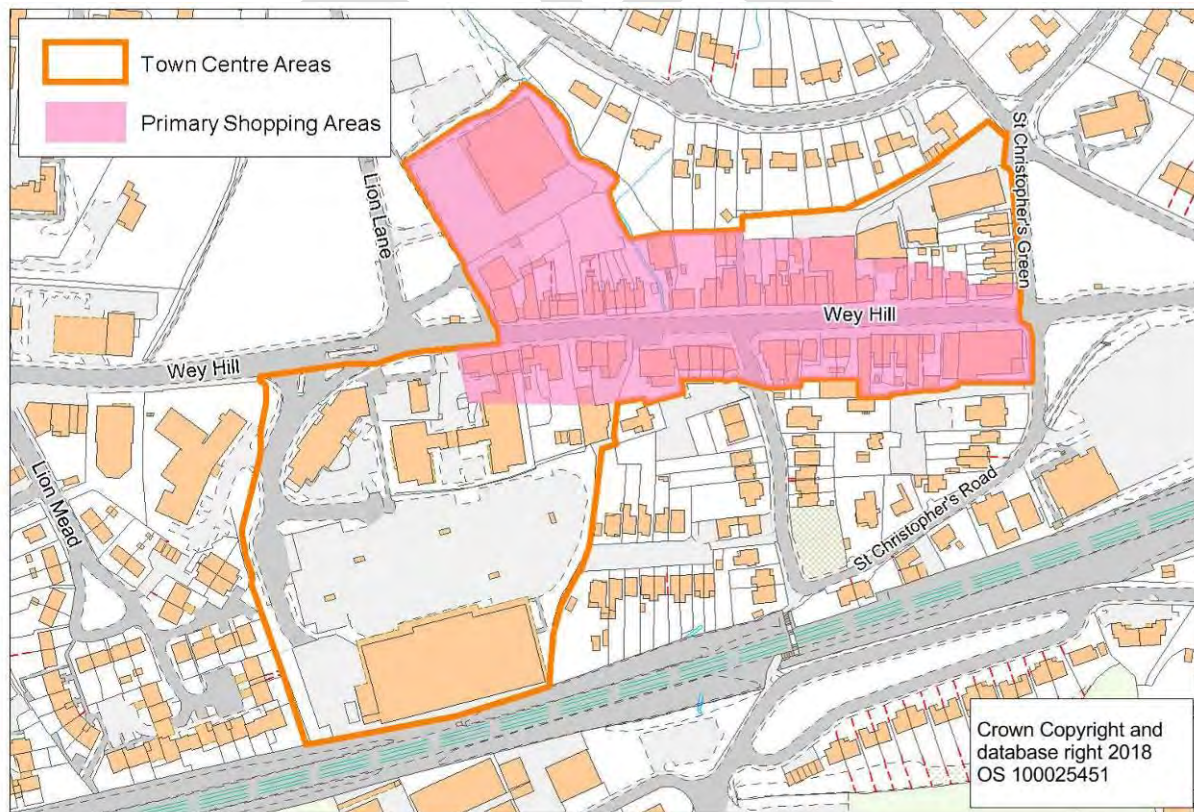 Town Centre Areas
Primary Shopping Areas
Lion Lane
St Christopher's Green
Wey Hill
Wey Hill
Lion Mead
St Christopher's Road
Crown Copyright and
database right 2018
OS 100025451